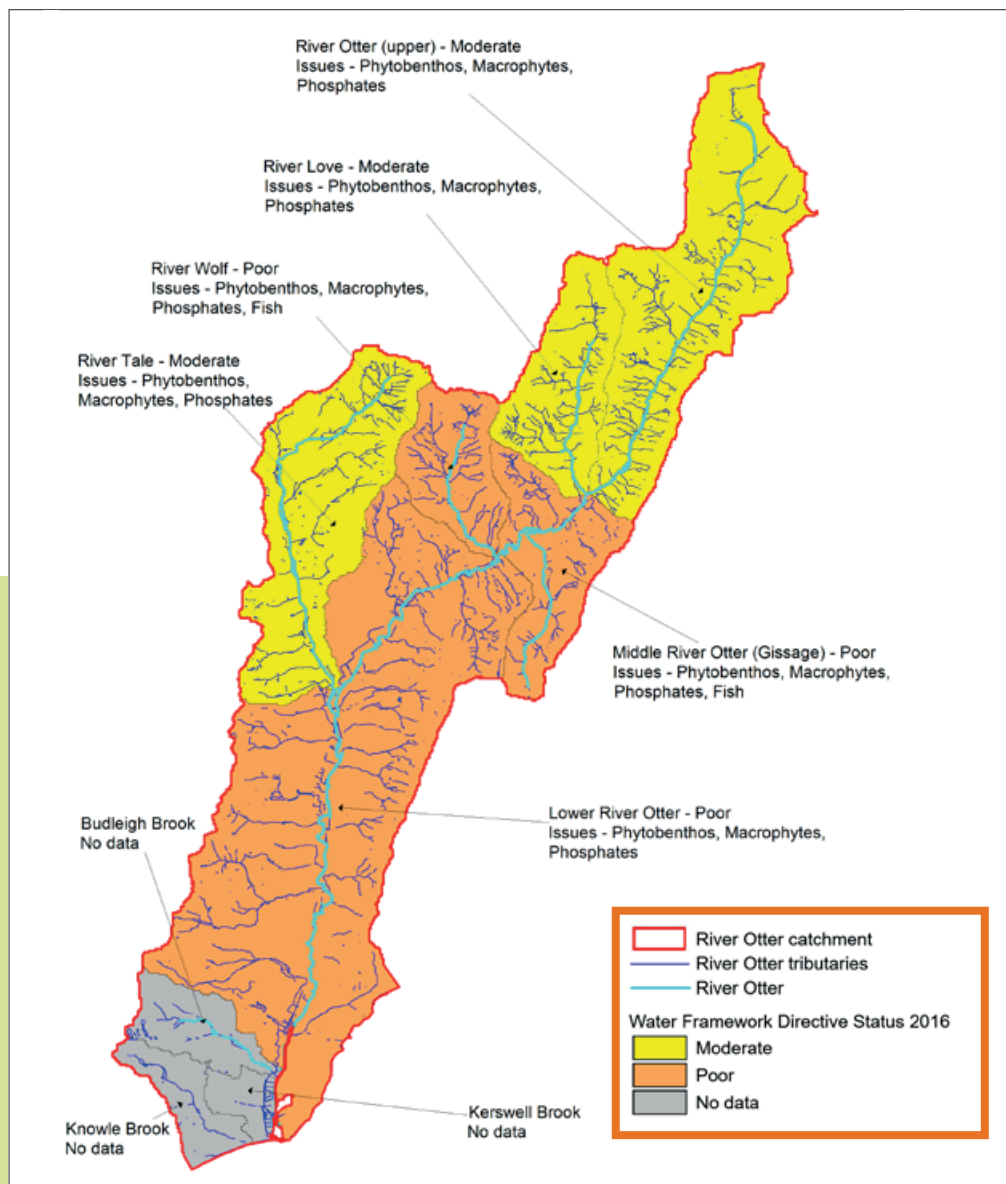 River Otter (upper) - Moderate
Issues - Phytobenthos, Macrophytes,
Phosphates
River Love - Moderate
Issues - Phytobenthos, Macrophytes,
Phosphates
River Wolf - Poor
Issues - Phytobenthos, Macrophytes,
Phosphates, Fish
River Tale - Moderate
Issues - Phytobenthos,
Macrophytes, Phosphates
Middle River Otter (Gissage) - Poor
Issues - Phytobenthos, Macrophytes,
Phosphates, Fish
Lower River Otter - Poor
Issues - Phytobenthos, Macrophytes,
Phosphates
Budleigh Brook
No data
Kerswell Brook
No data
Knowle Brook
No data
River Otter catchment
River Otter tributaries
River Otter
Water Framework Directive Status 2016
Moderate
Poor
No data